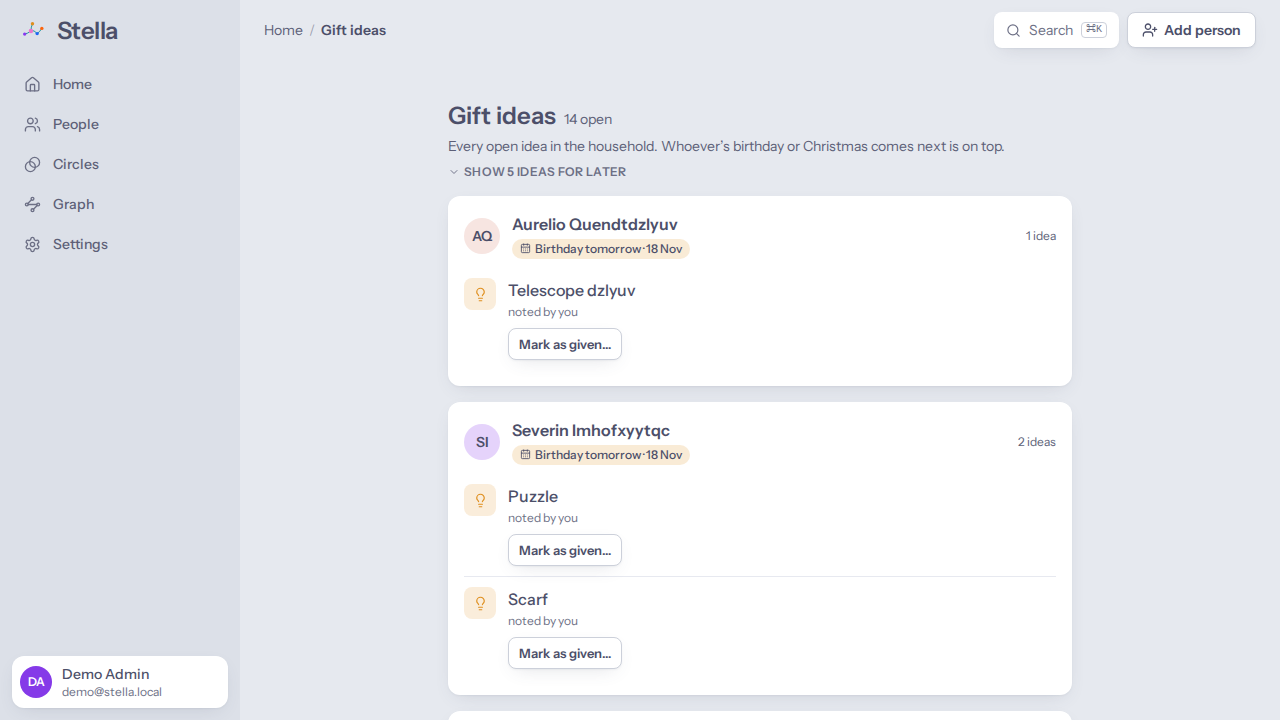 Stella
Home
People
Circles
Graph
Settings
Demo Admin
demo@stella.local
DA
Home / Gift ideas
Search ⌘K
Add person
Gift ideas 14 open
Every open idea in the household. Whoever's birthday or Christmas comes next is on top.
SHOW 5 IDEAS FOR LATER
AQ
Aurelio Quendtdzlyuv
Birthday tomorrow · 18 Nov
1 idea
Telescope dzlyuv
noted by you
Mark as given…
SI
Severin Imhofxyytqc
Birthday tomorrow · 18 Nov
2 ideas
Puzzle
noted by you
Mark as given…
Scarf
noted by you
Mark as given…